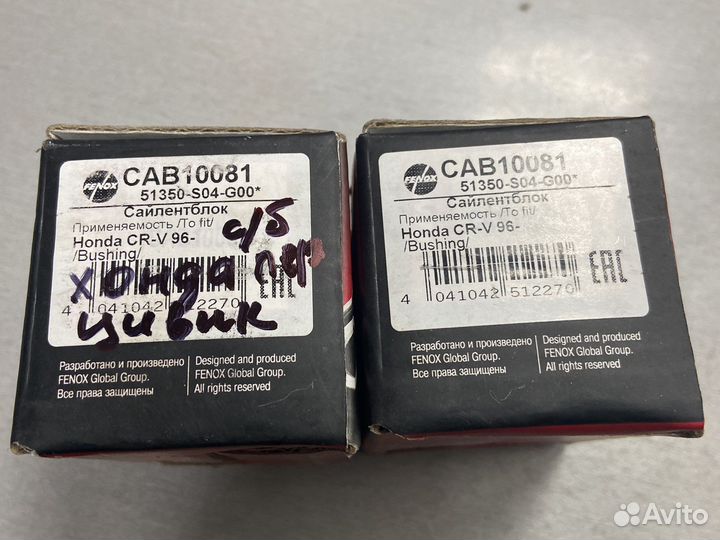 FENOX
CAB10081
51350-S04-G00*
Сайлентблок
Применяемость /To fit/
Honda CR-V 96-
/Bushing/
с/б
хонда пер
цивик
4 041042 512270
EAC
Разработано и произведено
FENOX Global Group.
Все права защищены
Designed and produced
FENOX Global Group.
All rights reserved
FENOX
CAB10081
51350-S04-G00*
Сайлентблок
Применяемость /To fit/
Honda CR-V 96-
/Bushing/
4 041042 512270
EAC
Разработано и произведено
FENOX Global Group.
Все права защищены
Designed and produced
FENOX Global Group.
All rights reserved
Avito